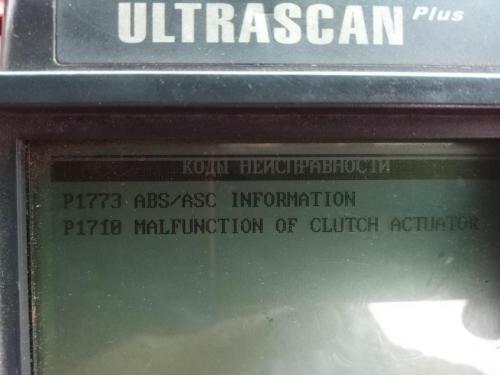 ULTRASCAN Plus
КОДЫ НЕИСПРАВНОСТИ
P1773 ABS/ASC INFORMATION
P1710 MALFUNCTION OF CLUTCH ACTUATOR